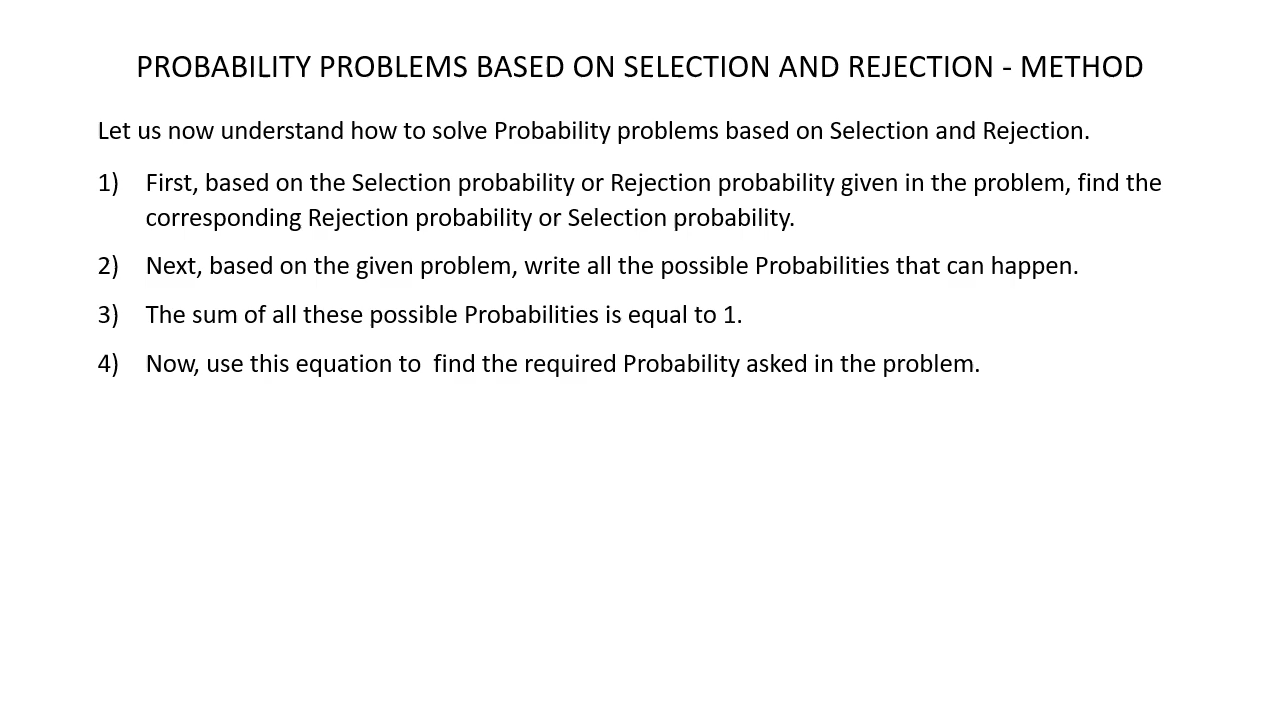 PROBABILITY PROBLEMS BASED ON SELECTION AND REJECTION - METHOD
Let us now understand how to solve Probability problems based on Selection and Rejection.
1) First, based on the Selection probability or Rejection probability given in the problem, find the
corresponding Rejection probability or Selection probability.
2) Next, based on the given problem, write all the possible Probabilities that can happen.
3) The sum of all these possible Probabilities is equal to 1.
4) Now, use this equation to  find the required Probability asked in the problem.